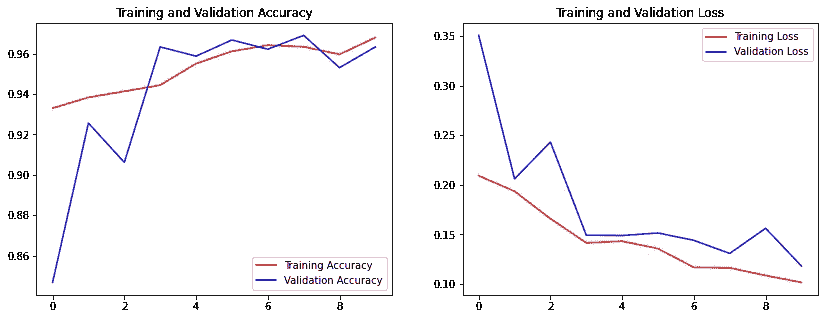 Training and Validation Accuracy
0.96
0.94
0.92
0.90
0.88
0.86
Training Accuracy
Validation Accuracy
0 2 4 6 8
Training and Validation Loss
0.35
0.30
0.25
0.20
0.15
0.10
Training Loss
Validation Loss
0 2 4 6 8